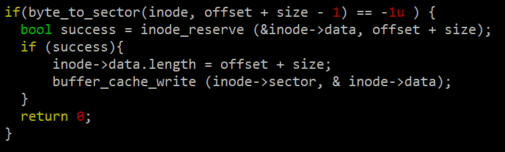 if(byte_to_sector(inode, offset + size - 1) == -1u ) {
bool success = inode_reserve (&inode->data, offset + size);
if (success){
inode->data.length = offset + size;
buffer_cache_write (inode->sector, & inode->data);
}
return 0;
}